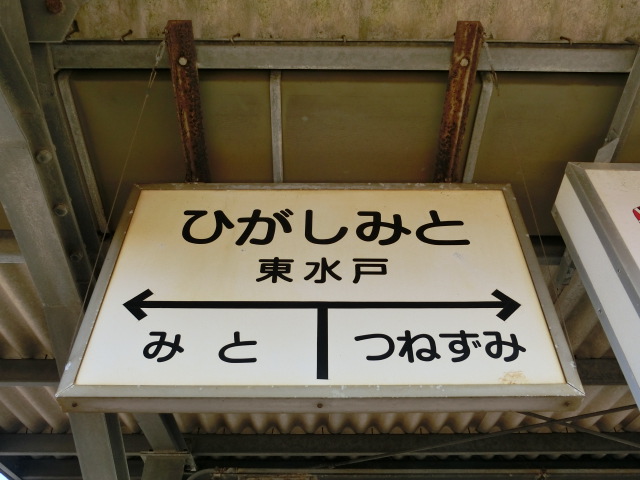 ひがしみと
東水戸
みと つねずみ